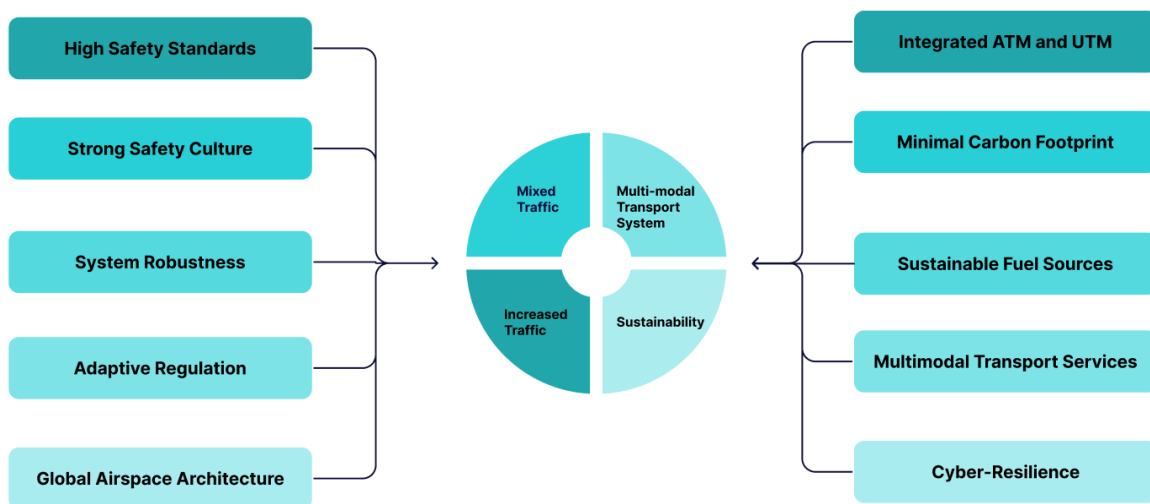 High Safety Standards
Strong Safety Culture
System Robustness
Adaptive Regulation
Global Airspace Architecture
Mixed
Traffic
Multi-modal
Transport
System
Increased
Traffic
Sustainability
Integrated ATM and UTM
Minimal Carbon Footprint
Sustainable Fuel Sources
Multimodal Transport Services
Cyber-Resilience